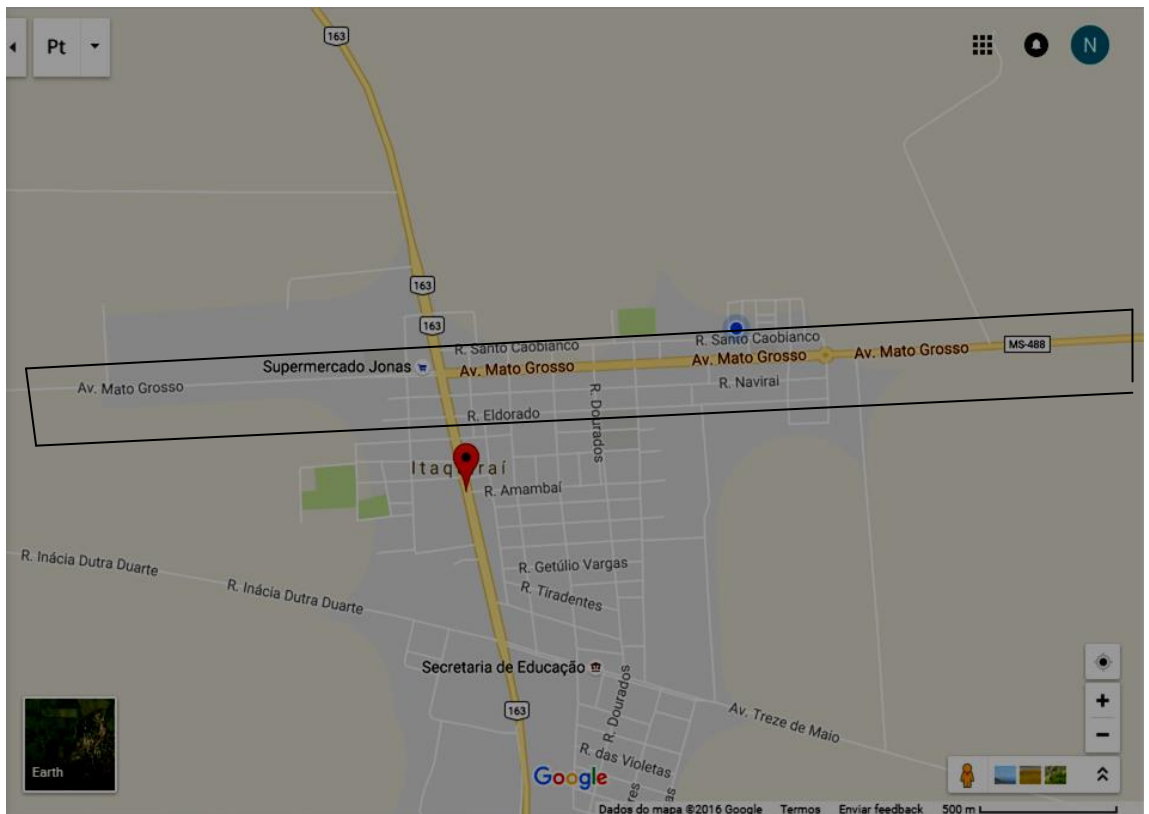 163
Pt
N
163
163
R. Santo Caobianco
R. Santo Caobianco
MS-488
Av. Mato Grosso
Av. Mato Grosso
Supermercado Jonas
Av. Mato Grosso
Av. Mato Grosso
R. Naviraí
R. Eldorado
R. Dourados
R. Amambaí
R. Inácia Dutra Duarte
R. Getúlio Vargas
R. Inácia Dutra Duarte
R. Tiradentes
Secretaria de Educação
R. Dourados
163
Av. Treze de Maio
R. das Violetas
Earth
Google
Dados do mapa ©2016 Google Termos Enviar feedback 500 m